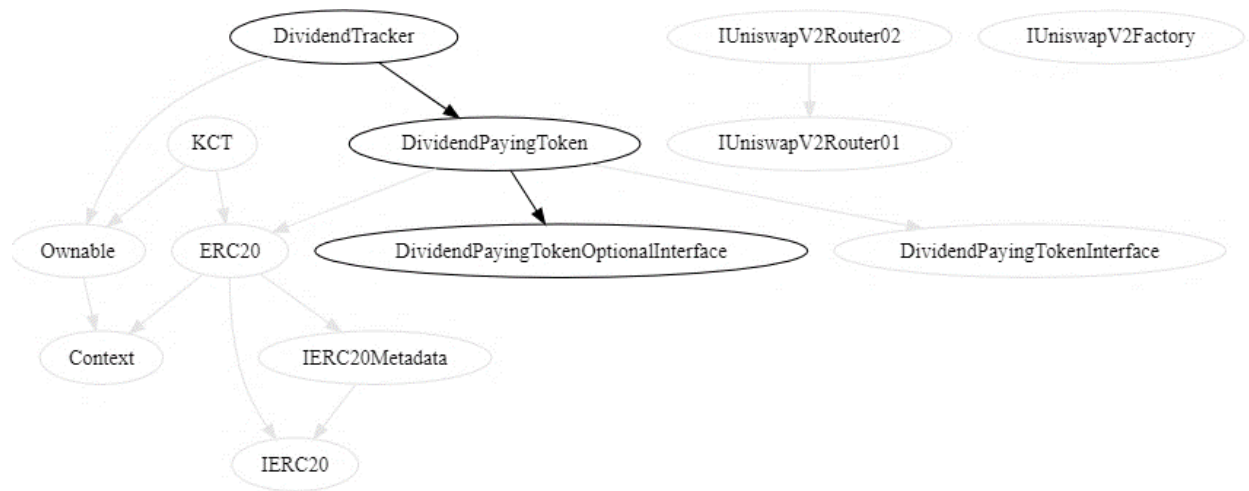 DividendTracker
IUniswapV2Router02
IUniswapV2Factory
KCT
DividendPayingToken
IUniswapV2Router01
Ownable
ERC20
DividendPayingTokenOptionalInterface
DividendPayingTokenInterface
Context
IERC20Metadata
IERC20